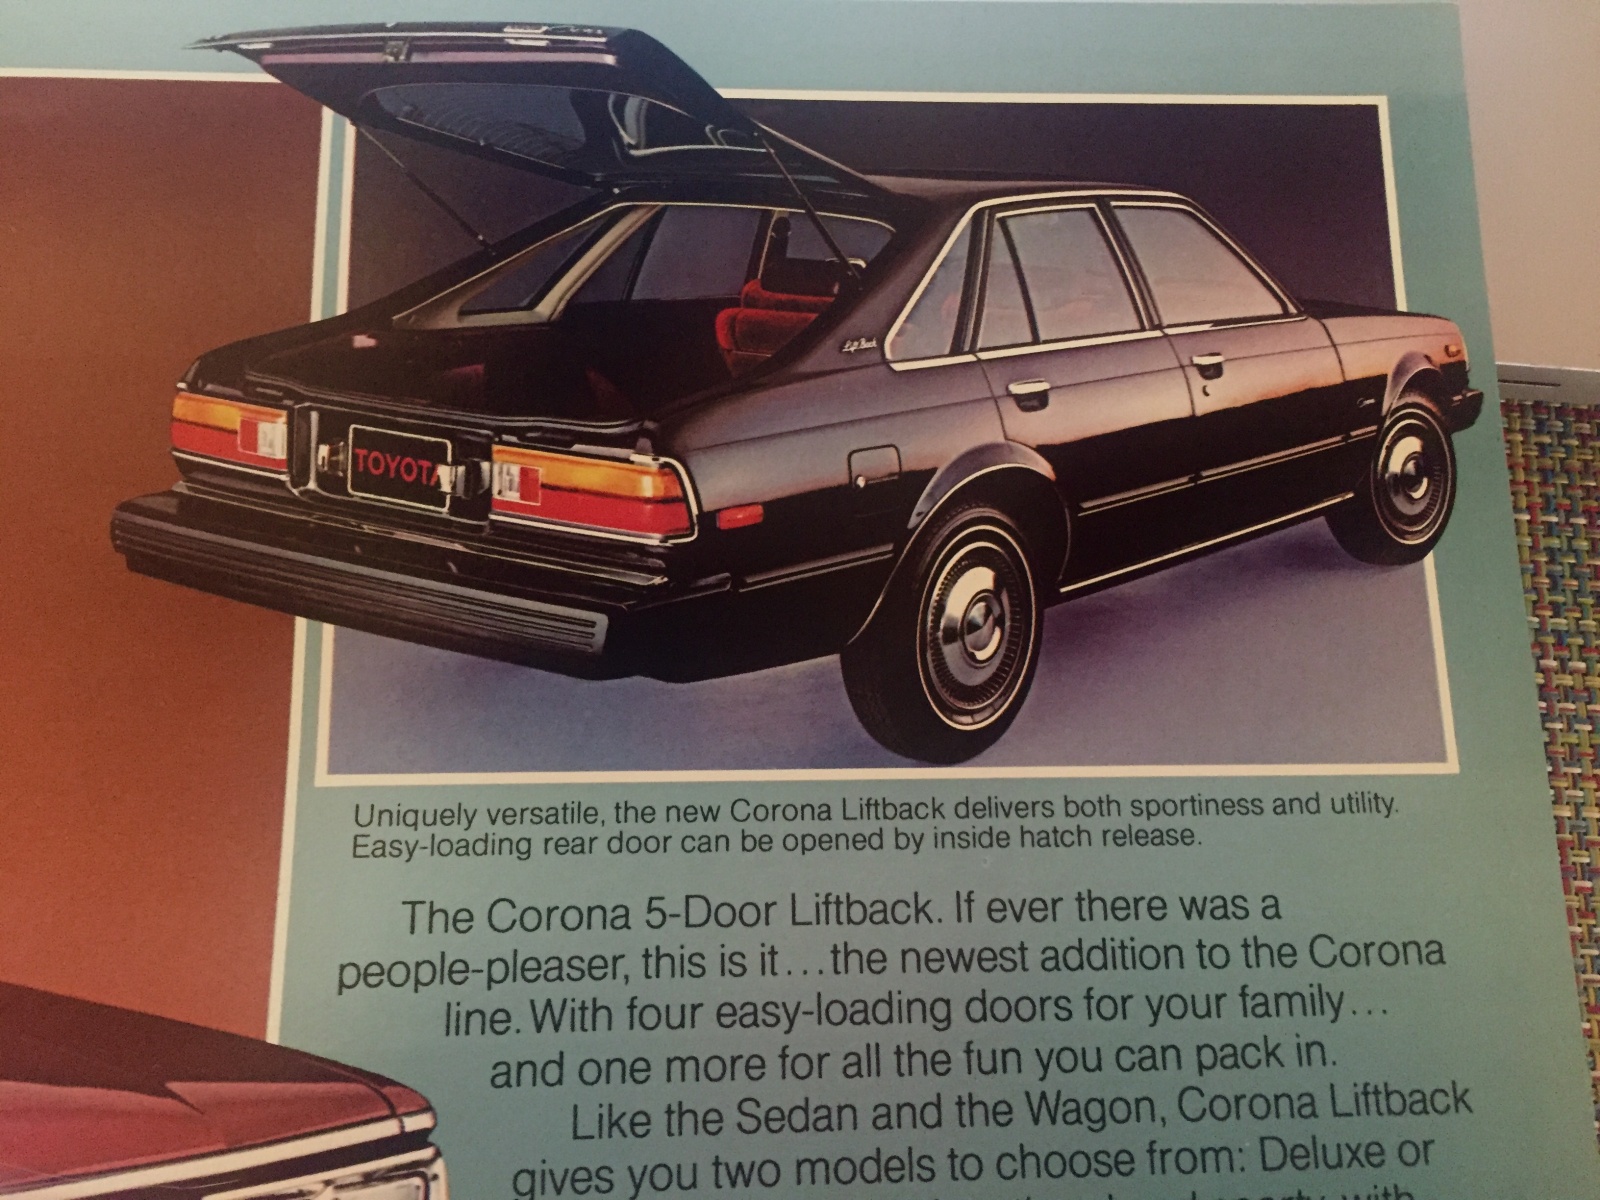 Lift Back
TOYOTA
Uniquely versatile, the new Corona Liftback delivers both sportiness and utility.
Easy-loading rear door can be opened by inside hatch release.
The Corona 5-Door Liftback. If ever there was a
people-pleaser, this is it...the newest addition to the Corona
line. With four easy-loading doors for your family...
and one more for all the fun you can pack in.
Like the Sedan and the Wagon, Corona Liftback
gives you two models to choose from: Deluxe or
with